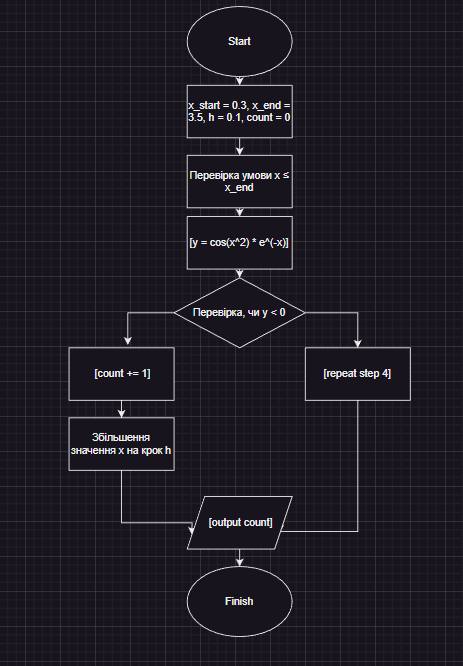 Start
x_start = 0.3, x_end =
3.5, h = 0.1, count = 0
Перевірка умови x ≤
x_end
[y = cos(x^2) * e^(-x)]
Перевірка, чи y < 0
[count += 1]
[repeat step 4]
Збільшення
значення x на крок h
[output count]
Finish